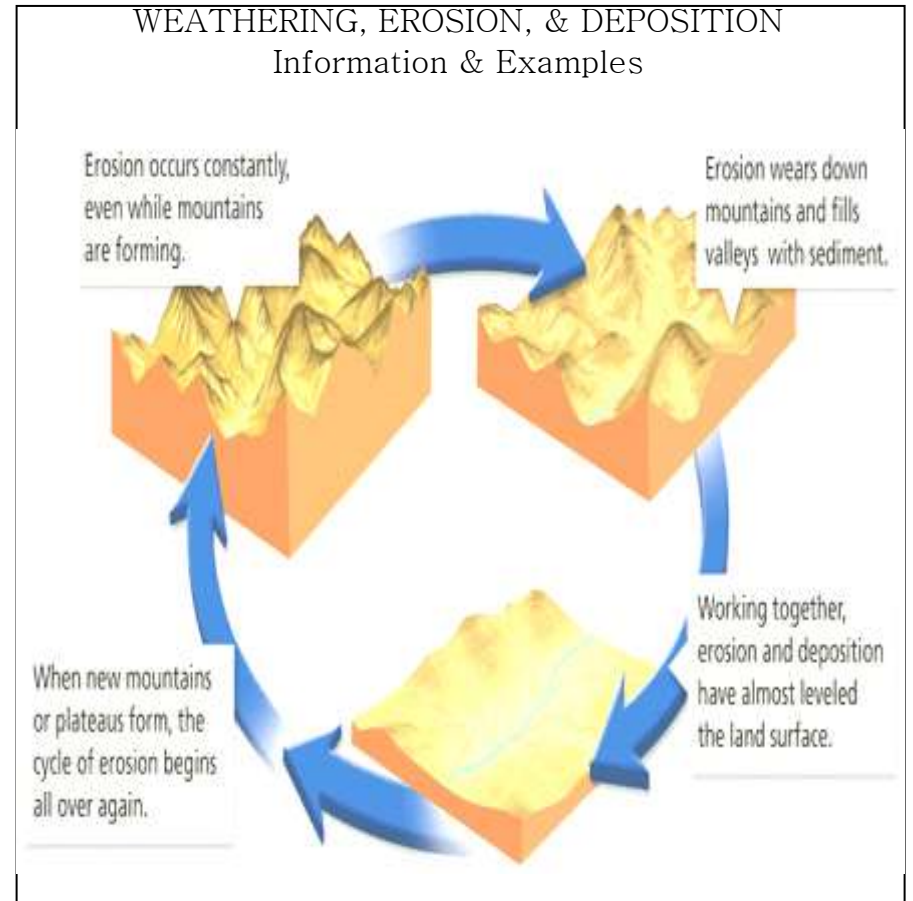 WEATHERING, EROSION, & DEPOSITION
Information & Examples
Erosion occurs constantly,
even while mountains
are forming.
Erosion wears down
mountains and fills
valleys with sediment.
Working together,
erosion and deposition
have almost leveled
the land surface.
When new mountains
or plateaus form, the
cycle of erosion begins
all over again.